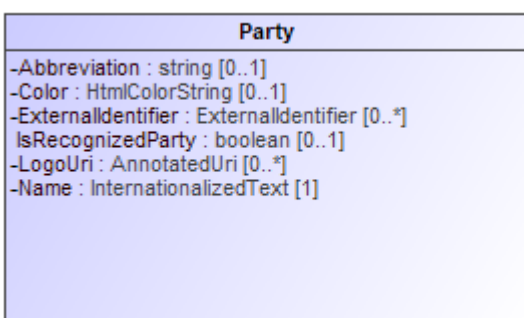 Party
-Abbreviation : string [0..1]
-Color : HtmlColorString [0..1]
-ExternalIdentifier : ExternalIdentifier [0..*]
IsRecognizedParty : boolean [0..1]
-LogoUri : AnnotatedUri [0..*]
-Name : InternationalizedText [1]